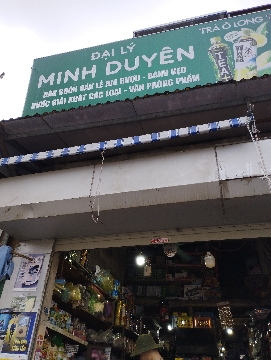 ĐẠI LÝ
MINH DUYÊN
BÁN BUÔN BÁN LẺ BIA RƯỢU - BÁNH KẸO
NƯỚC GIẢI KHÁT CÁC LOẠI - VĂN PHÒNG PHẨM
TRÀ Ô LONG
TEA+